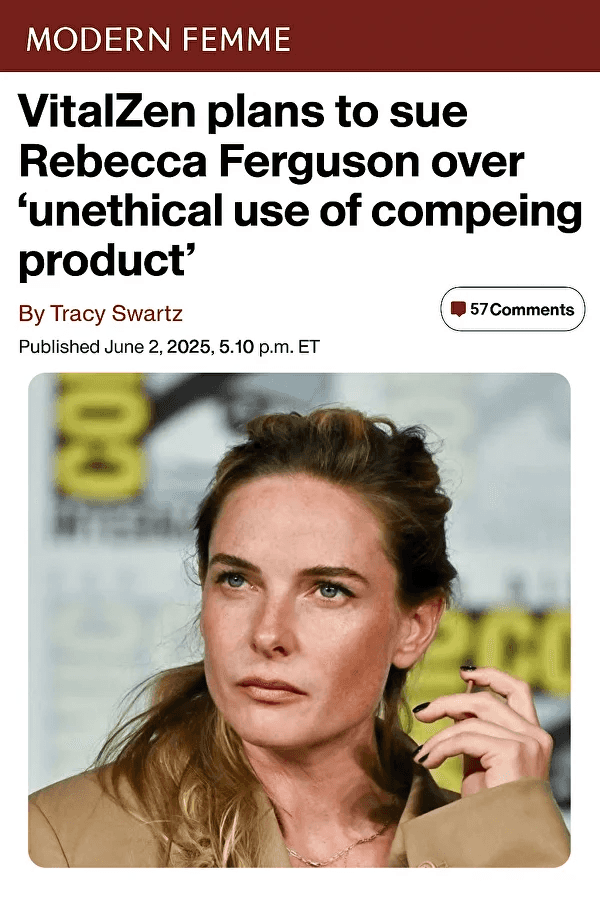 MODERN FEMME
VitalZen plans to sue
Rebecca Ferguson over
‘unethical use of compeing
product’
By Tracy Swartz
57 Comments
Published June 2, 2025, 5.10 p.m. ET